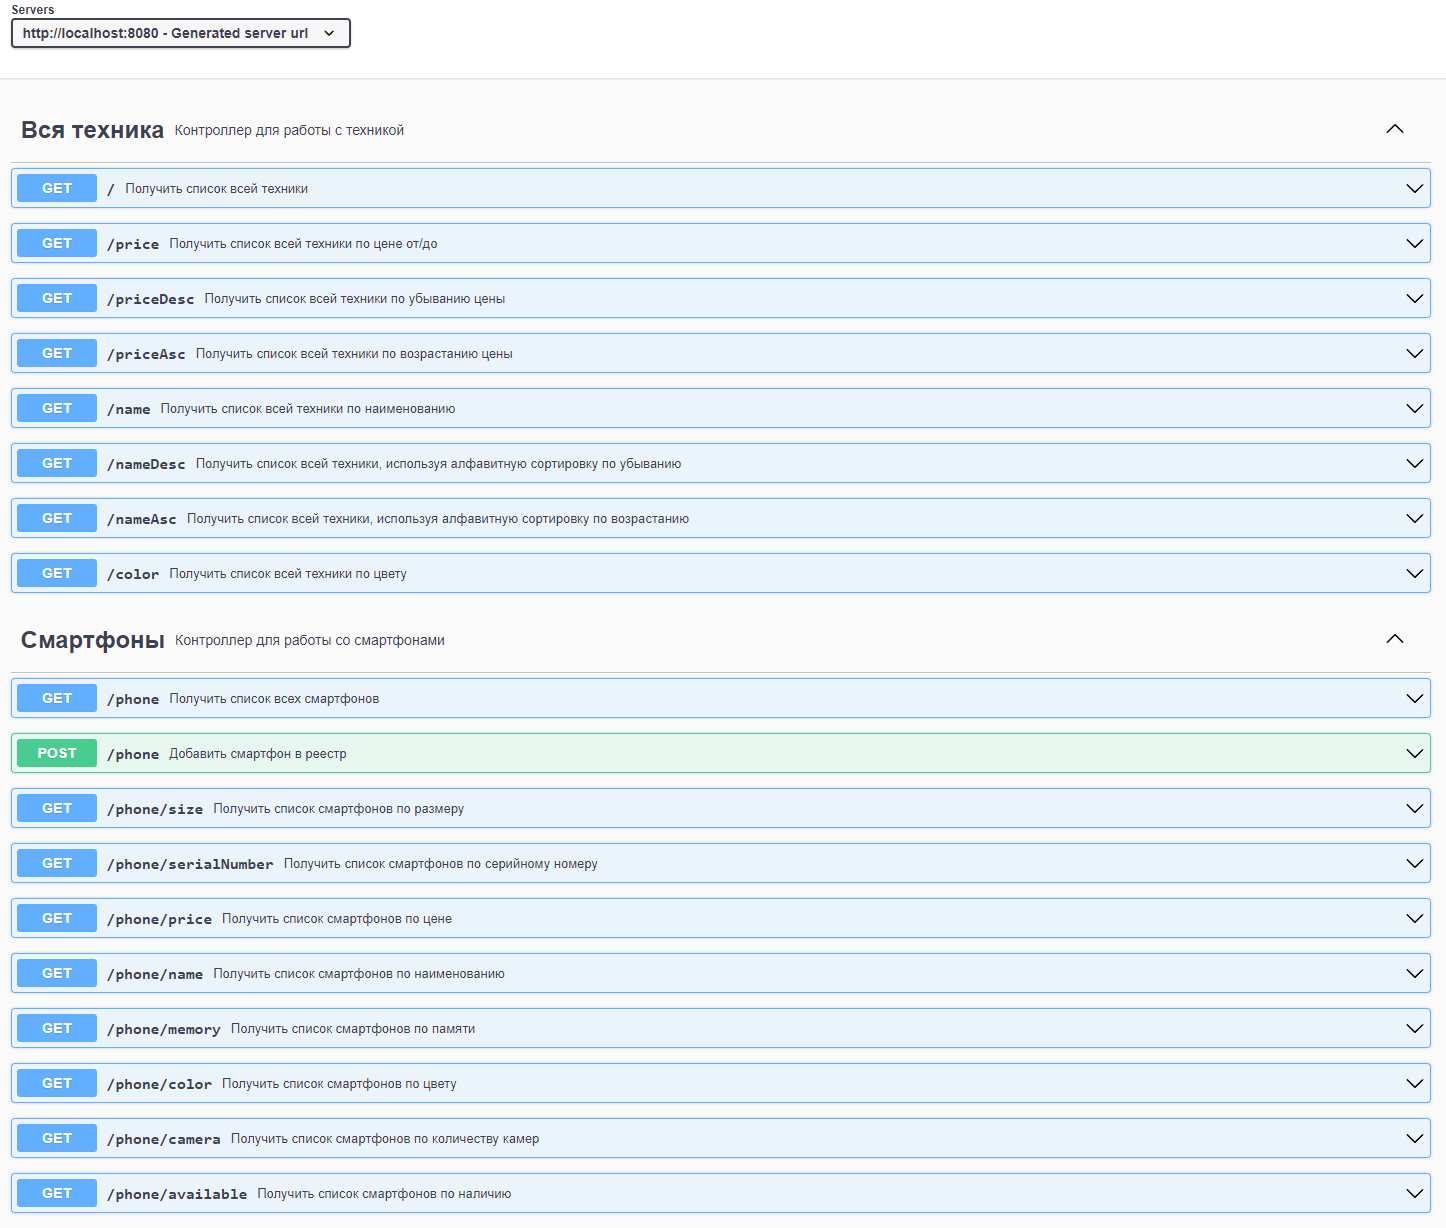 Servers
http://localhost:8080 - Generated server url
Вся техника Контроллер для работы с техникой
GET / Получить список всей техники
GET /price Получить список всей техники по цене от/до
GET /priceDesc Получить список всей техники по убыванию цены
GET /priceAsc Получить список всей техники по возрастанию цены
GET /name Получить список всей техники по наименованию
GET /nameDesc Получить список всей техники, используя алфавитную сортировку по убыванию
GET /nameAsc Получить список всей техники, используя алфавитную сортировку по возрастанию
GET /color Получить список всей техники по цвету
Смартфоны Контроллер для работы со смартфонами
GET /phone Получить список всех смартфонов
POST /phone Добавить смартфон в реестр
GET /phone/size Получить список смартфонов по размеру
GET /phone/serialNumber Получить список смартфонов по серийному номеру
GET /phone/price Получить список смартфонов по цене
GET /phone/name Получить список смартфонов по наименованию
GET /phone/memory Получить список смартфонов по памяти
GET /phone/color Получить список смартфонов по цвету
GET /phone/camera Получить список смартфонов по количеству камер
GET /phone/available Получить список смартфонов по наличию